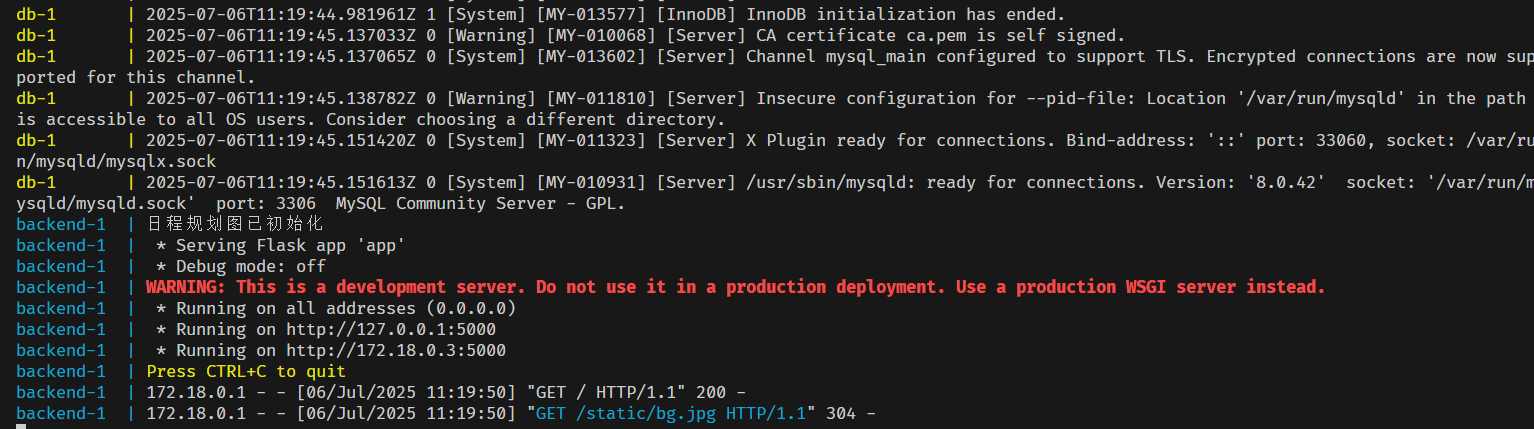 db-1       | 2025-07-06T11:19:44.981961Z 1 [System] [MY-013577] [InnoDB] InnoDB initialization has ended.
db-1       | 2025-07-06T11:19:45.137033Z 0 [Warning] [MY-010068] [Server] CA certificate ca.pem is self signed.
db-1       | 2025-07-06T11:19:45.137065Z 0 [System] [MY-013602] [Server] Channel mysql_main configured to support TLS. Encrypted connections are now sup
ported for this channel.
db-1       | 2025-07-06T11:19:45.138782Z 0 [Warning] [MY-011810] [Server] Insecure configuration for --pid-file: Location '/var/run/mysqld' in the path
is accessible to all OS users. Consider choosing a different directory.
db-1       | 2025-07-06T11:19:45.151420Z 0 [System] [MY-011323] [Server] X Plugin ready for connections. Bind-address: '::' port: 33060, socket: /var/ru
n/mysqld/mysqlx.sock
db-1       | 2025-07-06T11:19:45.151613Z 0 [System] [MY-010931] [Server] /usr/sbin/mysqld: ready for connections. Version: '8.0.42'  socket: '/var/run/m
ysqld/mysqld.sock'  port: 3306  MySQL Community Server - GPL.
backend-1  | 日程规划图已初始化
backend-1  |  * Serving Flask app 'app'
backend-1  |  * Debug mode: off
backend-1  | WARNING: This is a development server. Do not use it in a production deployment. Use a production WSGI server instead.
backend-1  |  * Running on all addresses (0.0.0.0)
backend-1  |  * Running on http://127.0.0.1:5000
backend-1  |  * Running on http://172.18.0.3:5000
backend-1  | Press CTRL+C to quit
backend-1  | 172.18.0.1 - - [06/Jul/2025 11:19:50] "GET / HTTP/1.1" 200 -
backend-1  | 172.18.0.1 - - [06/Jul/2025 11:19:50] "GET /static/bg.jpg HTTP/1.1" 304 -